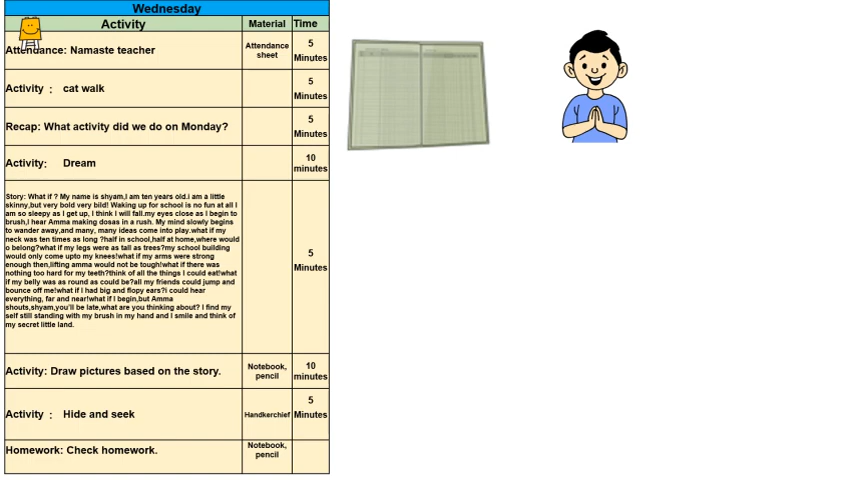 Wednesday
Activity Material Time
Attendance: Namaste teacher Attendance sheet 5 Minutes
Activity : cat walk 5 Minutes
Recap: What activity did we do on Monday? 5 Minutes
Activity: Dream 10 minutes
Story: What if ? My name is shyam,I am ten years old.i am a little
skinny,but very bold very bild! Waking up for school is no fun at all I
am so sleepy as I get up, I think I will fall.my eyes close as I begin to
brush,I hear Amma making dosas in a rush. My mind slowly begins
to wander away,and many, many ideas come into play.what if my
neck was ten times as long ?half in school,half at home,where would
o belong?what if my legs were as tall as trees?my school building
would only come upto my knees!what if my arms were strong
enough then,lifting amma would not be tough!what if there was
nothing too hard for my teeth?think of all the things I could eat!what
if my belly was as round as could be?all my friends could jump and
bounce off me!what if I had big and flopy ears?i could hear
everything, far and near!what if I begin,but Amma
shouts,shyam,you'll be late,what are you thinking about? I find my
self still standing with my brush in my hand and I smile and think of
my secret little land.
5 Minutes
Activity: Draw pictures based on the story. Notebook, pencil 10 minutes
Activity : Hide and seek Handkerchief 5 Minutes
Homework: Check homework. Notebook, pencil